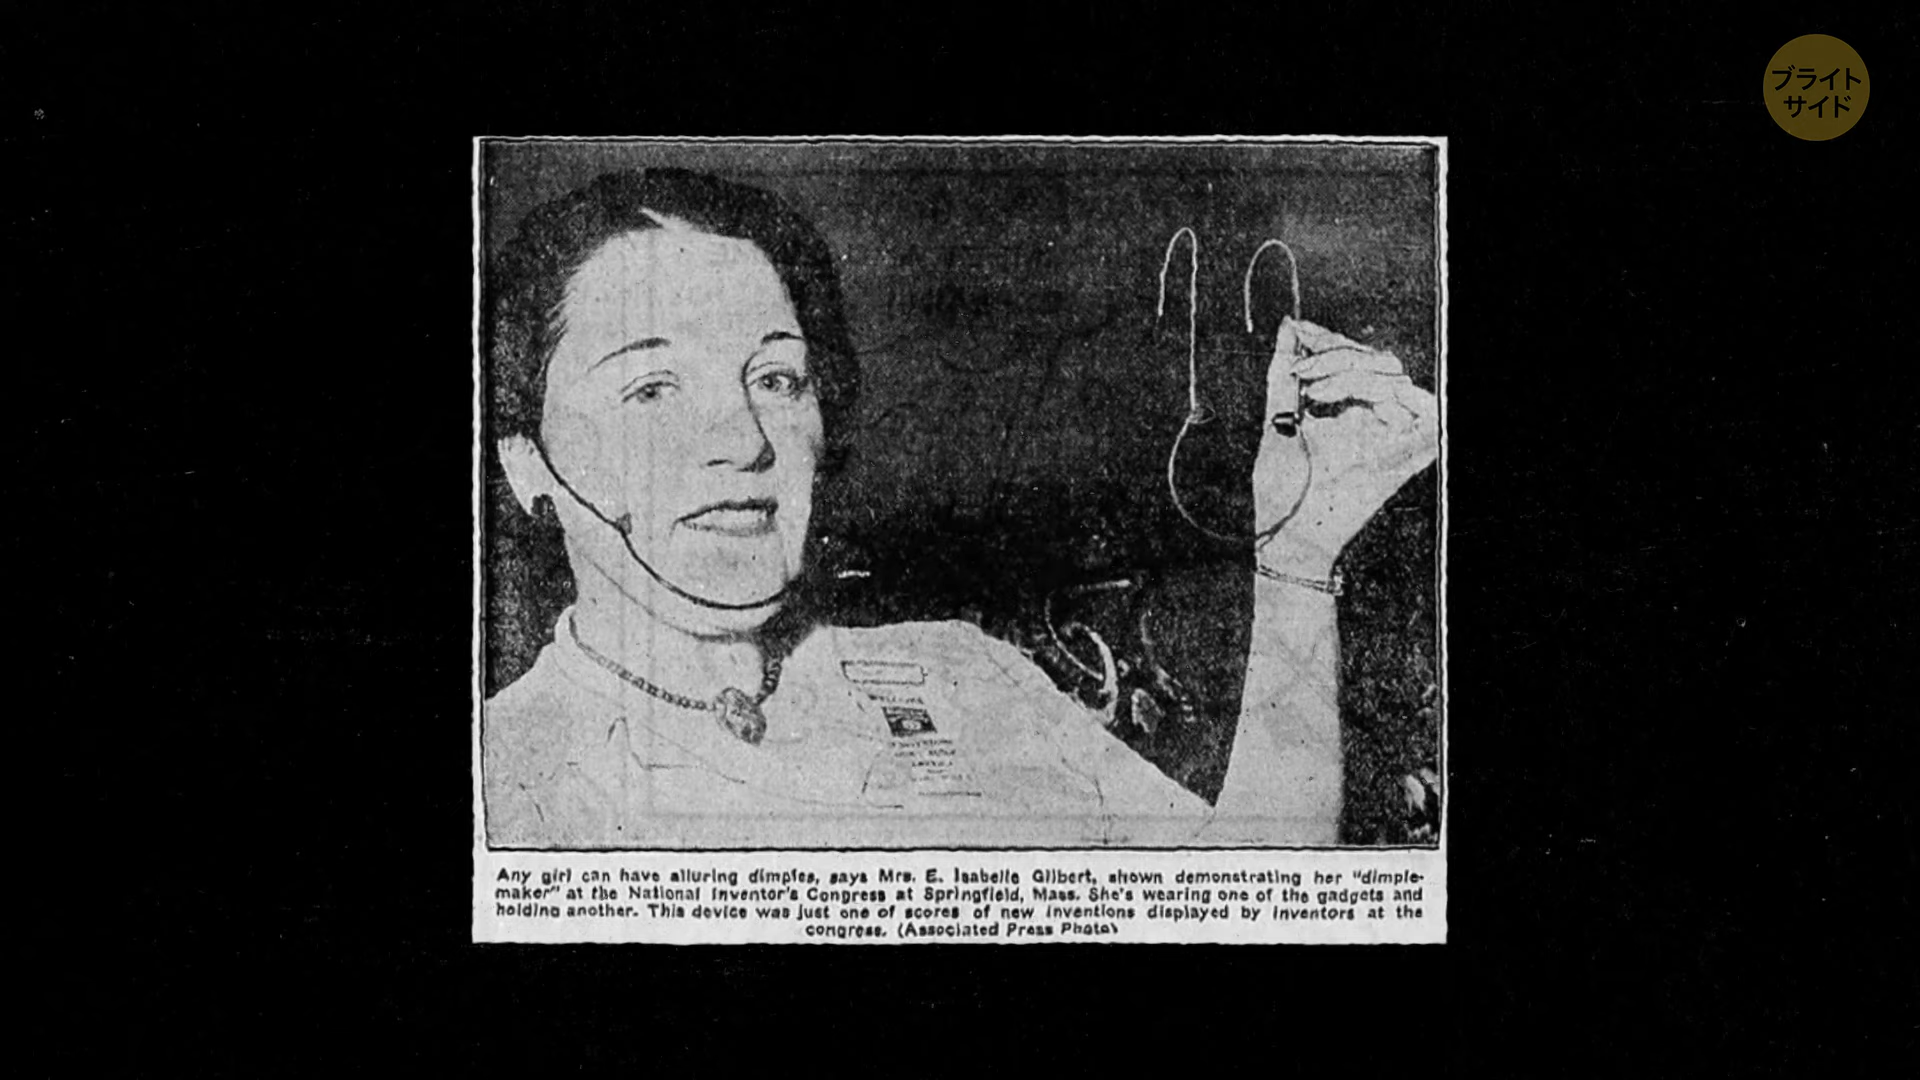 ブライト
サイド
WELCOME
Any girl can have alluring dimples, says Mrs. E. Isabelle Gilbert, shown demonstrating her "dimple-
maker" at the National Inventor's Congress at Springfield, Mass. She's wearing one of the gadgets and
holding another. This device was just one of scores of new inventions displayed by inventors at the
congress. (Associated Press Photo)